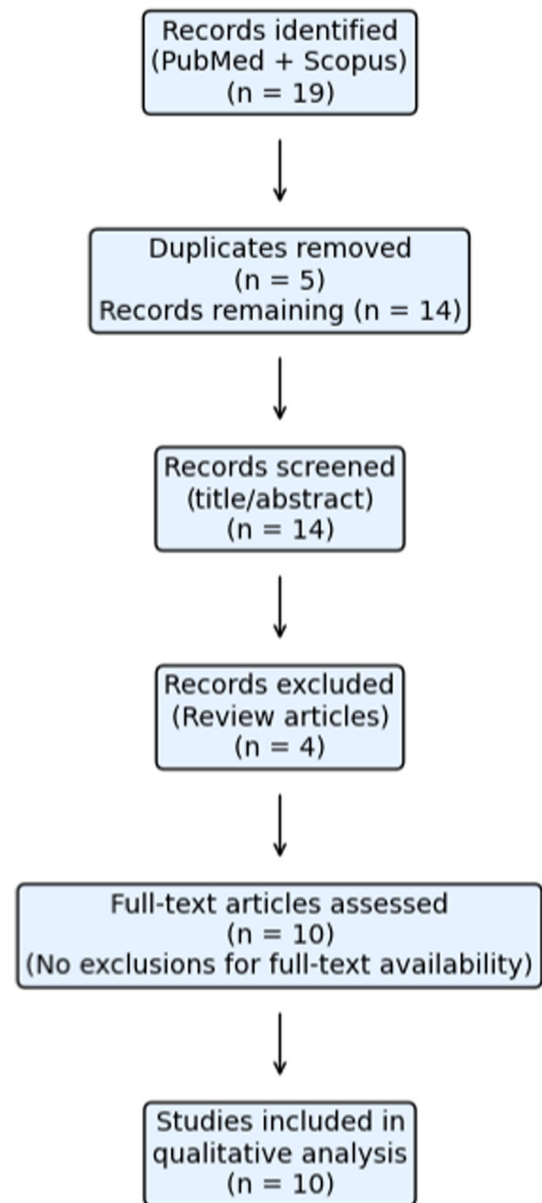 Records identified
(PubMed + Scopus)
(n = 19)
Duplicates removed
(n = 5)
Records remaining (n = 14)
Records screened
(title/abstract)
(n = 14)
Records excluded
(Review articles)
(n = 4)
Full-text articles assessed
(n = 10)
(No exclusions for full-text availability)
Studies included in
qualitative analysis
(n = 10)